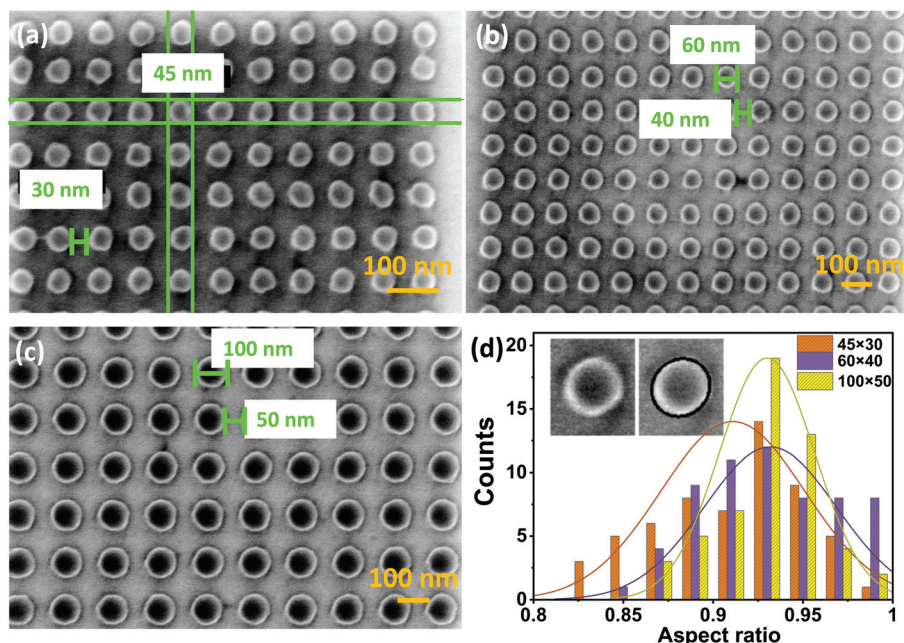 (a)
45 nm
30 nm
100 nm
(b)
60 nm
40 nm
100 nm
(c)
100 nm
50 nm
100 nm
(d)
45×30
60×40
100×50
20
15
10
5
0
Counts
0.8
0.85
0.9
0.95
1
Aspect ratio